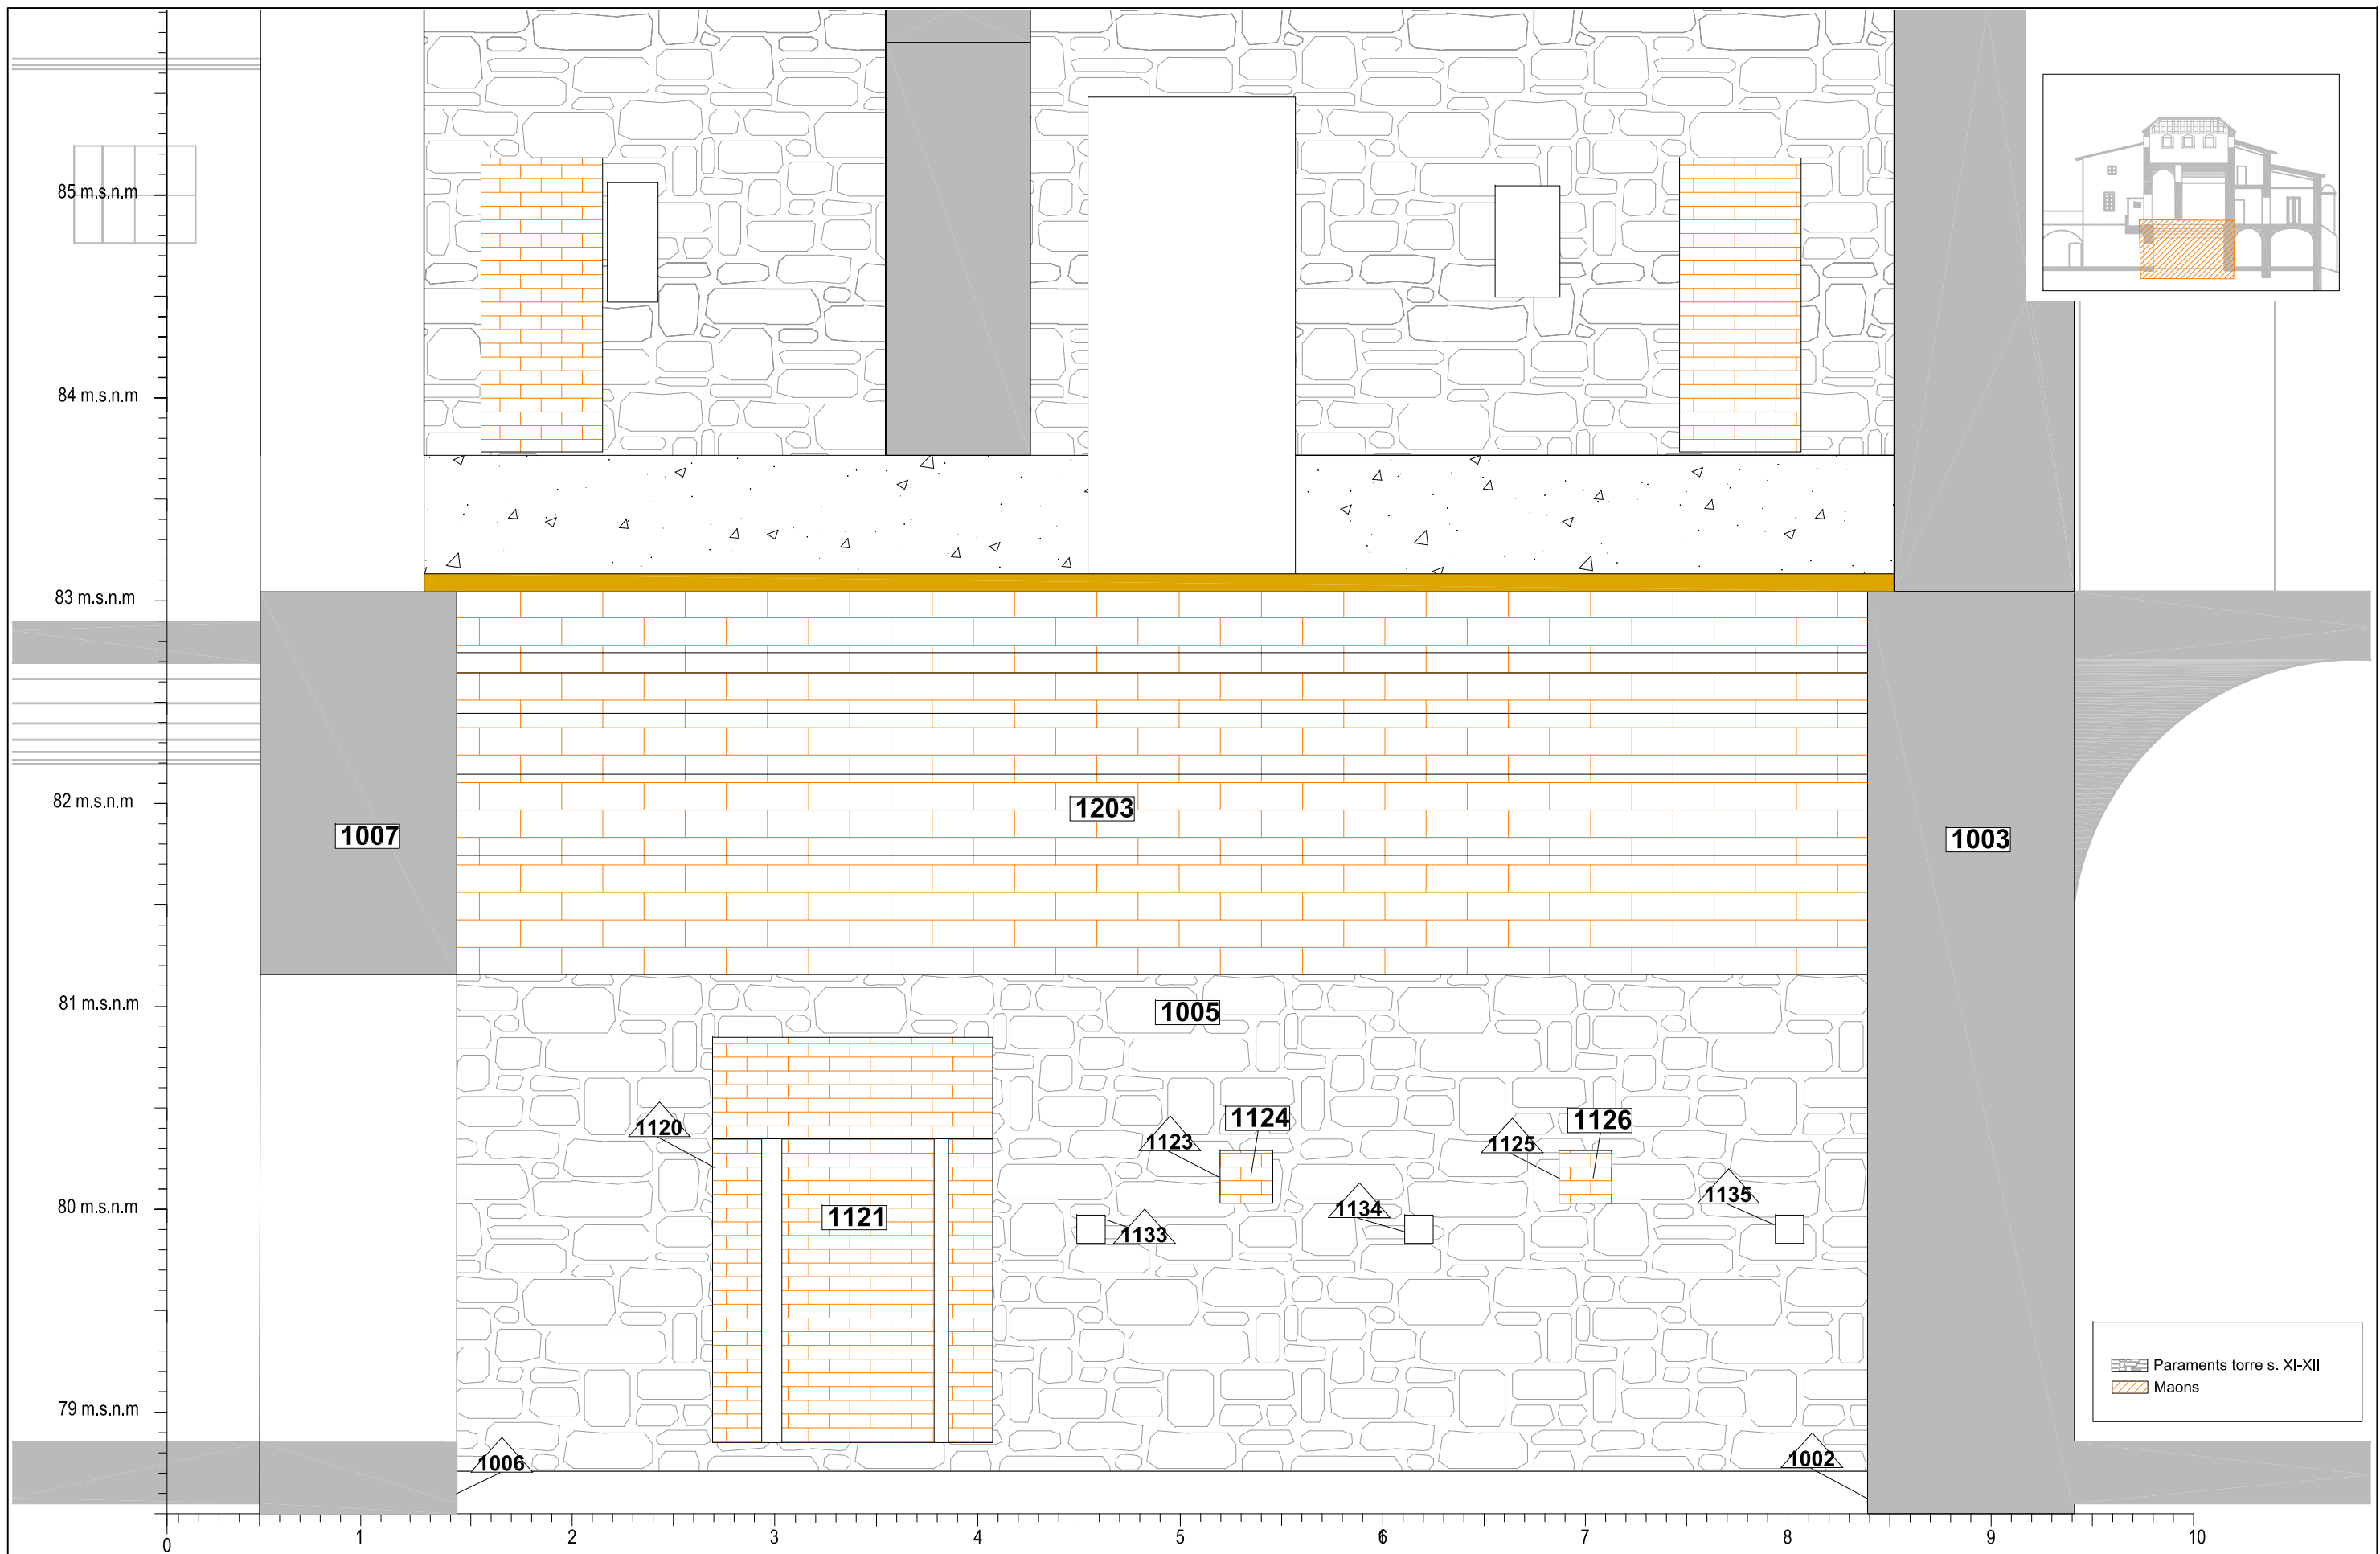 85 m.s.n.m
84 m.s.n.m
83 m.s.n.m
82 m.s.n.m
1203
1007
1003
81 m.s.n.m
1005
1120
1123
1124
1125
1126
80 m.s.n.m
1121
1133
1134
1135
Paraments torre s. XI-XII
Maons
79 m.s.n.m
1006
1002
0 1 2 3 4 5 6 7 8 9 10